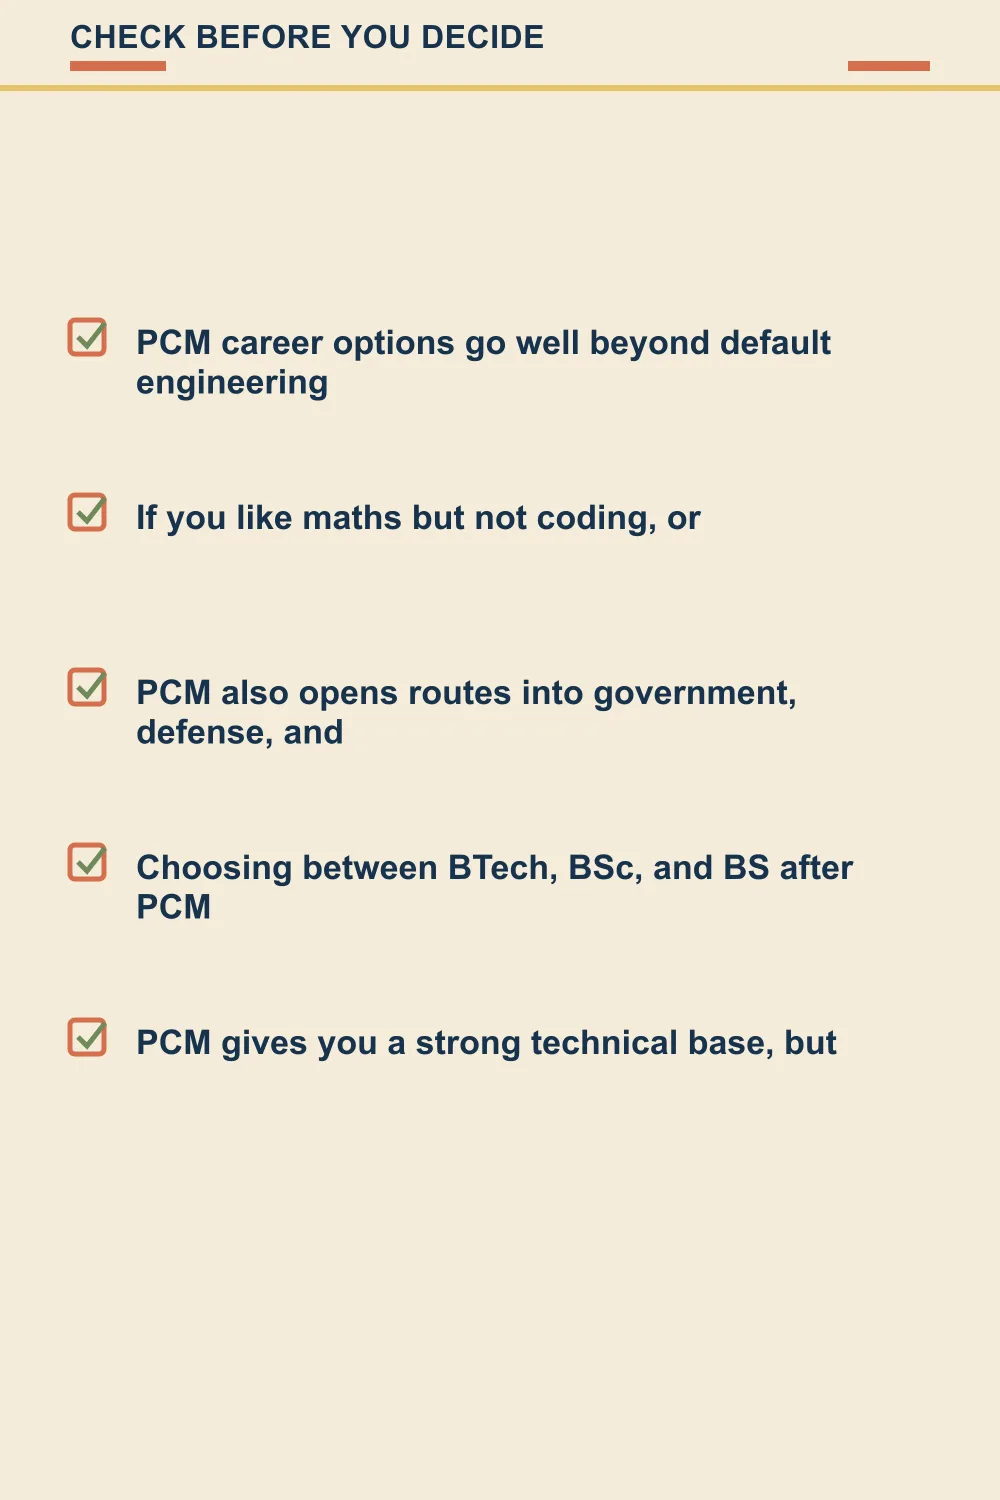 CHECK BEFORE YOU DECIDE
PCM career options go well beyond default
engineering
If you like maths but not coding, or
PCM also opens routes into government,
defense, and
Choosing between BTech, BSc, and BS after
PCM
PCM gives you a strong technical base, but